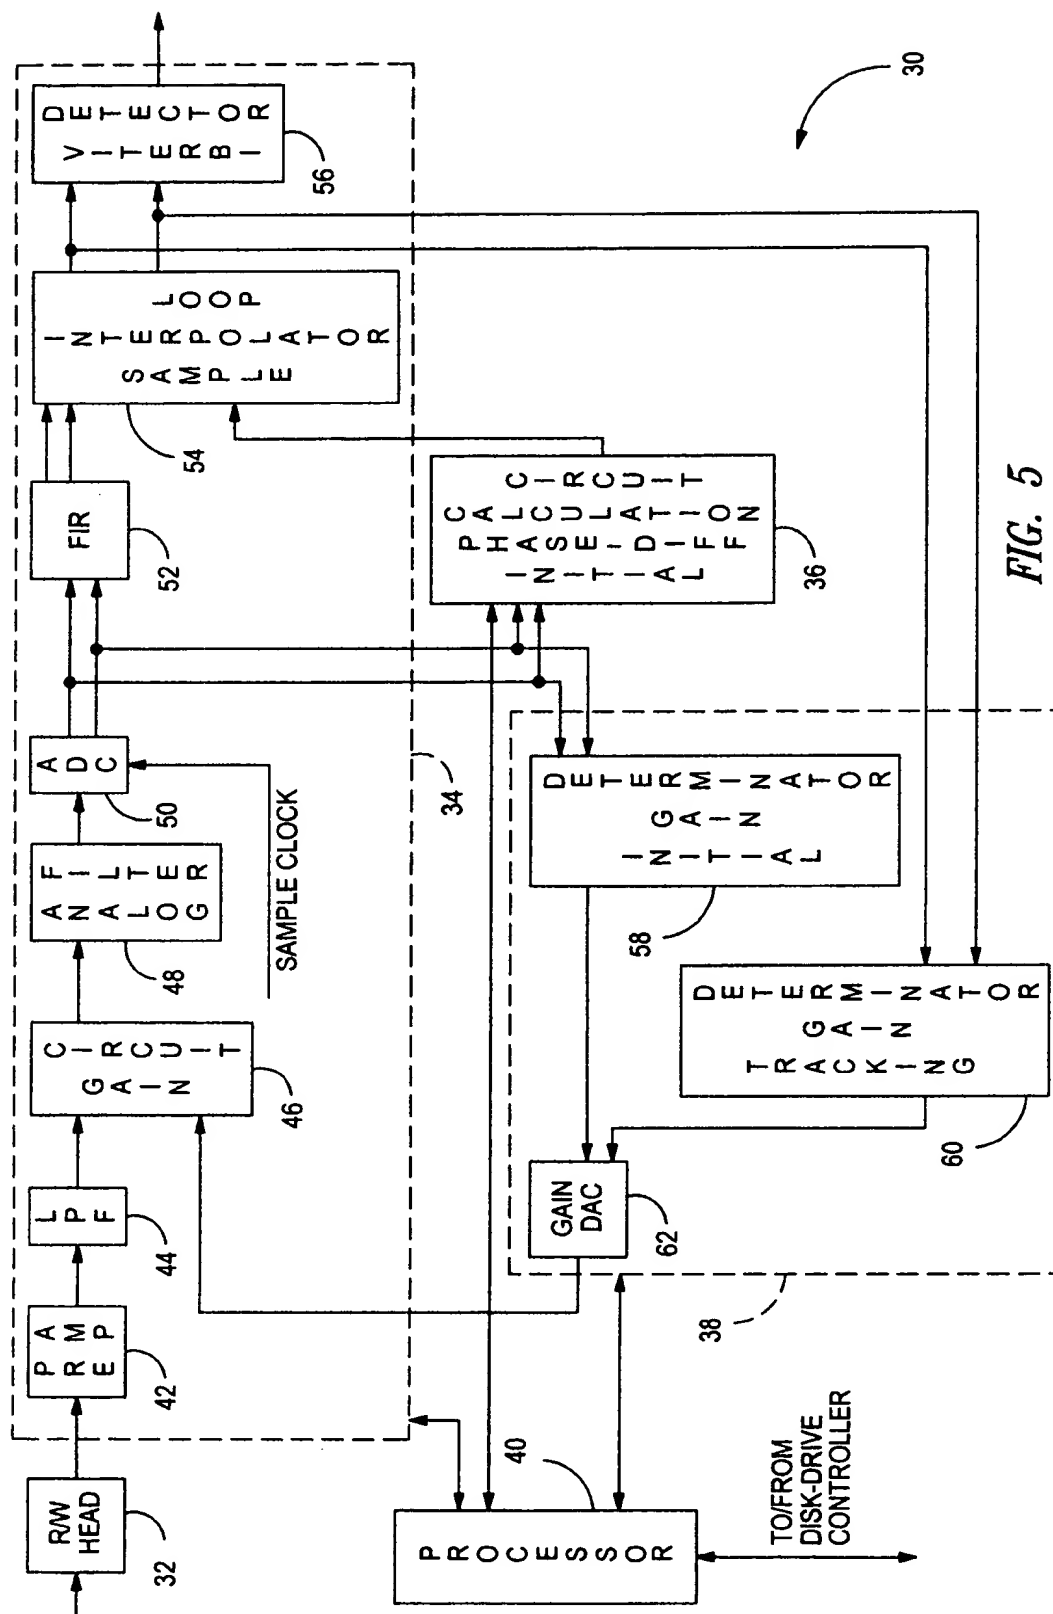 R/W
HEAD
32
PREAMP
42
LPF
44
GAIN
CIRCUIT
46
ANALOG
FILTER
48
ADC
50
SAMPLE CLOCK
FIR
52
SAMPLE
INTERPOLATOR
LOOP
54
VITERBI
DETECTOR
56
34
PROCESSOR
40
TO/FROM
DISK-DRIVE
CONTROLLER
INITIAL
PHASE-DIFF
CALCULATION
CIRCUIT
36
38
GAIN
DAC
62
INITIAL
GAIN
DETERMINATOR
58
TRACKING
GAIN
DETERMINATOR
60
30
FIG. 5